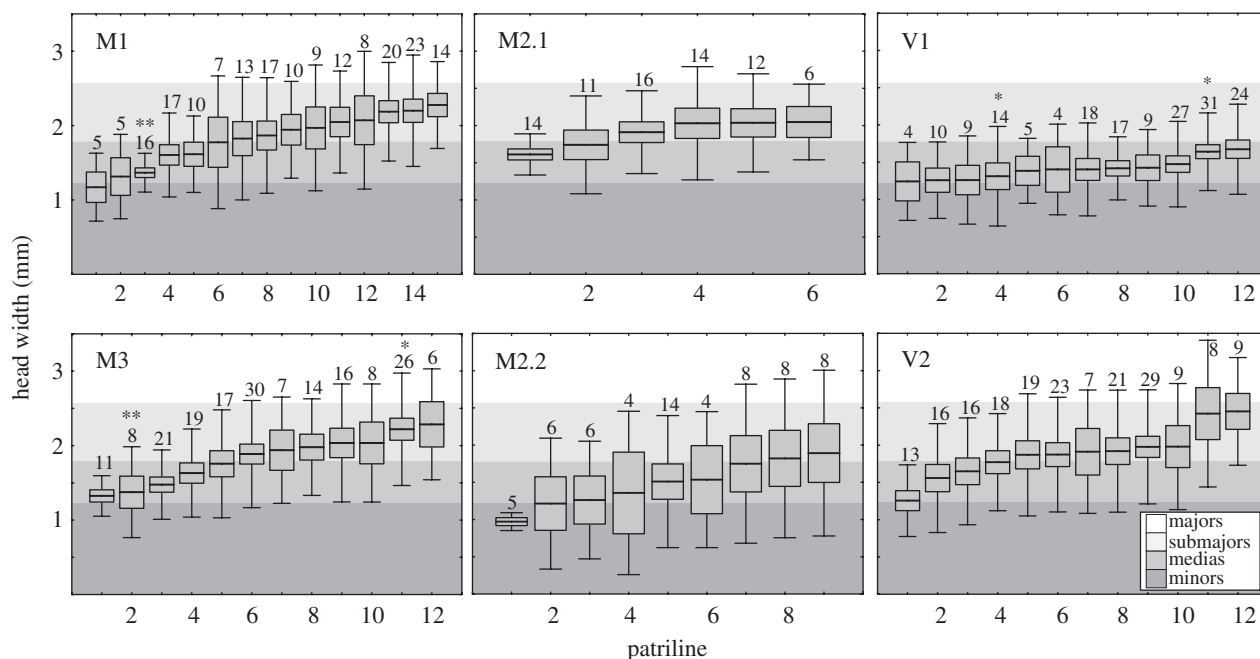 head width (mm)
M1
3
2
1
5 5 ** 16 17 10 7 13 17 10 9 12 8 20 23 14
2 4 6 8 10 12 14
M2.1
14 11 16 14 12 6
2 4 6
V1
4 10 9 * 14 5 4 18 17 9 27 * 31 24
2 4 6 8 10 12
M3
3
2
1
11 ** 8 21 19 17 30 7 14 16 8 * 26 6
2 4 6 8 10 12
M2.2
5 6 6 4 14 4 8 8 8
2 4 6 8
V2
13 16 16 18 19 23 7 21 29 9 8 9
majors
submajors
medias
minors
2 4 6 8 10 12
patriline